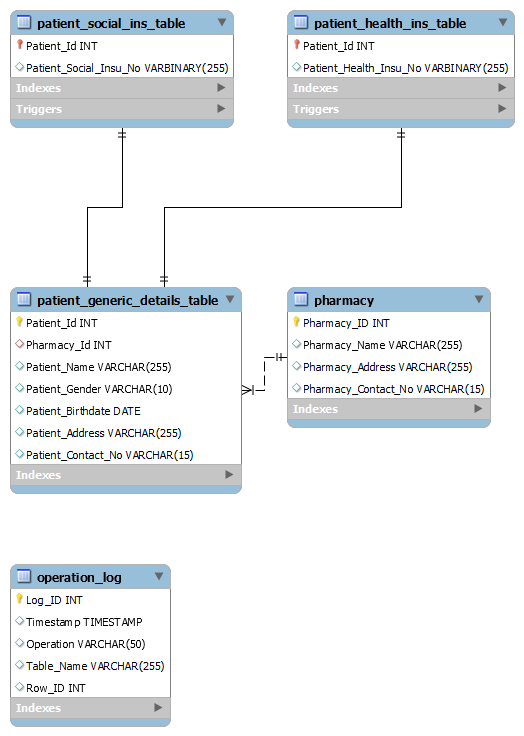 patient_social_ins_table
Patient_Id INT
Patient_Social_Insu_No VARBINARY(255)
Indexes
Triggers
patient_health_ins_table
Patient_Id INT
Patient_Health_Insu_No VARBINARY(255)
Indexes
Triggers
patient_generic_details_table
Patient_Id INT
Pharmacy_Id INT
Patient_Name VARCHAR(255)
Patient_Gender VARCHAR(10)
Patient_Birthdate DATE
Patient_Address VARCHAR(255)
Patient_Contact_No VARCHAR(15)
Indexes
pharmacy
Pharmacy_ID INT
Pharmacy_Name VARCHAR(255)
Pharmacy_Address VARCHAR(255)
Pharmacy_Contact_No VARCHAR(15)
Indexes
operation_log
Log_ID INT
Timestamp TIMESTAMP
Operation VARCHAR(50)
Table_Name VARCHAR(255)
Row_ID INT
Indexes